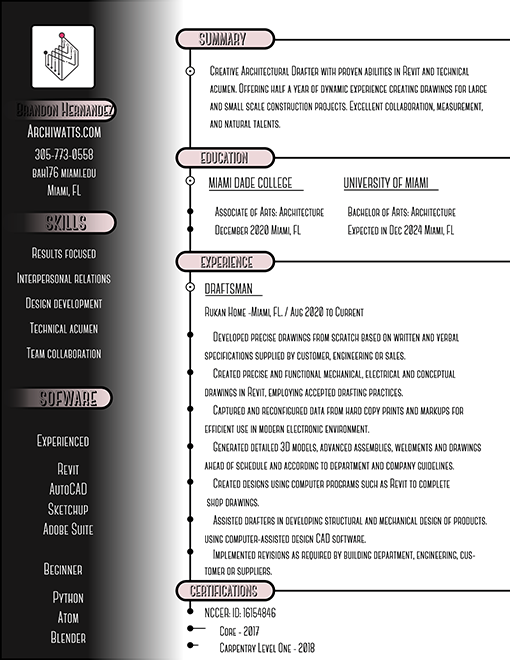 Brandon Hernandez
Archiwatts.com
305-773-0558
bah176 miami.edu
Miami, FL
SKILLS
Results focused
Interpersonal relations
Design development
Technical acumen
Team collaboration
SOFWARE
Experienced
Revit
AutoCAD
Sketchup
Adobe Suite
Beginner
Python
Atom
Blender
SUMMARY
Creative Architectural Drafter with proven abilities in Revit and technical
acumen. Offering half a year of dynamic experience creating drawings for large
and small scale construction projects. Excellent collaboration, measurement,
and natural talents.
EDUCATION
MIAMI DADE COLLEGE
Associate of Arts: Architecture
December 2020 Miami, FL
UNIVERSITY OF MIAMI
Bachelor of Arts: Architecture
Expected in Dec 2024 Miami, FL
EXPERIENCE
DRAFTSMAN
Rukan Home -Miami, FL. / Aug 2020 to Current
Developed precise drawings from scratch based on written and verbal
specifications supplied by customer, engineering or sales.
Created precise and functional mechanical, electrical and conceptual
drawings in Revit, employing accepted drafting practices.
Captured and reconfigured data from hard copy prints and markups for
efficient use in modern electronic environment.
Generated detailed 3D models, advanced assemblies, weldments and drawings
ahead of schedule and according to department and company guidelines.
Created designs using computer programs such as Revit to complete
shop drawings.
Assisted drafters in developing structural and mechanical design of products.
using computer-assisted design CAD software.
Implemented revisions as required by building department, engineering, cus-
tomer or suppliers.
CERTIFICATIONS
NCCER: ID: 16154846
Core - 2017
Carpentry Level One - 2018